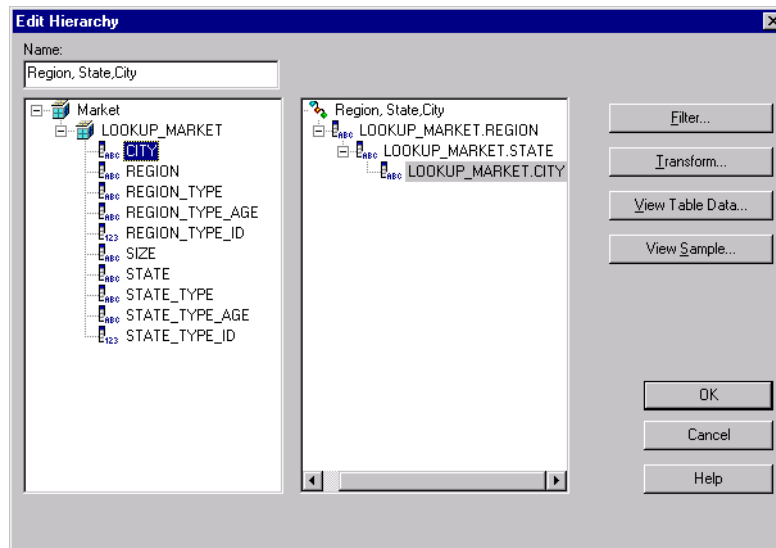 Edit Hierarchy
Name:
Region, State,City
Market
LOOKUP_MARKET
CITY
REGION
REGION_TYPE
REGION_TYPE_AGE
REGION_TYPE_ID
SIZE
STATE
STATE_TYPE
STATE_TYPE_AGE
STATE_TYPE_ID
Region, State,City
LOOKUP_MARKET.REGION
LOOKUP_MARKET.STATE
LOOKUP_MARKET.CITY
Filter...
Transform...
View Table Data...
View Sample...
OK
Cancel
Help